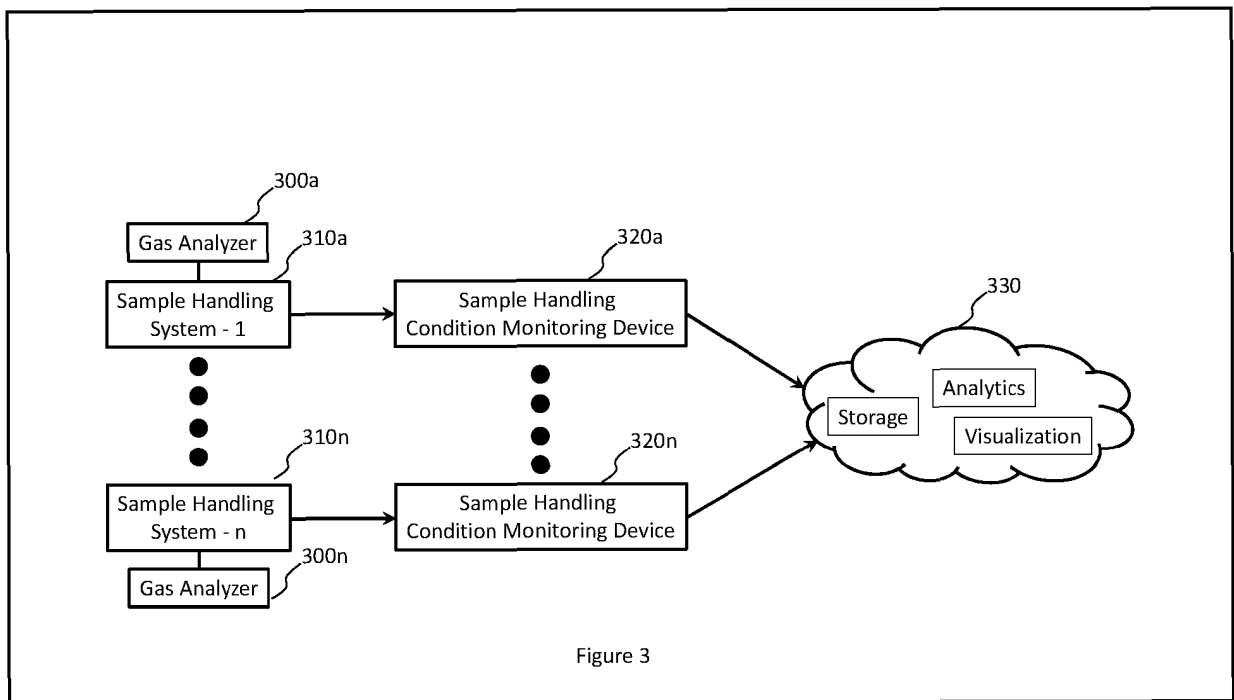 300a
Gas Analyzer
310a
320a
Sample Handling
System - 1
Sample Handling
Condition Monitoring Device
330
Analytics
Storage
Visualization
310n
320n
Sample Handling
System - n
Sample Handling
Condition Monitoring Device
300n
Gas Analyzer
Figure 3